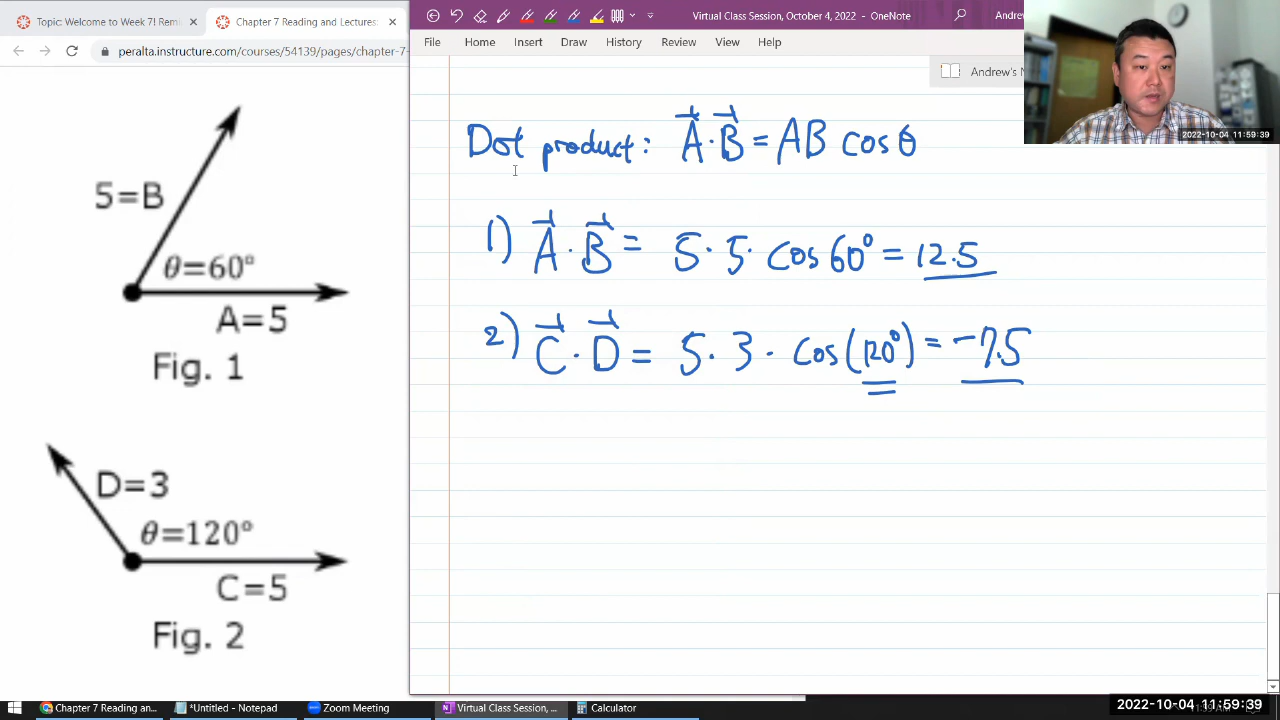 Topic: Welcome to Week 7! Remi
Chapter 7 Reading and Lectures:
Virtual Class Session, October 4, 2022 - OneNote
Andrew
peralta.instructure.com/courses/54139/pages/chapter-7-
File Home Insert Draw History Review View Help
Andrew's N
2022-10-04 11:59:39
Dot product: A⃗·B⃗ = AB cosθ
1) A⃗·B⃗ = 5·5·cos60° = 12.5
2) C⃗·D⃗ = 5·3·cos(120°) = -7.5
5=B
θ=60°
A=5
Fig. 1
D=3
θ=120°
C=5
Fig. 2
Chapter 7 Reading an...
*Untitled - Notepad
Zoom Meeting
Virtual Class Session,...
Calculator
2022-10-04 11:59:39